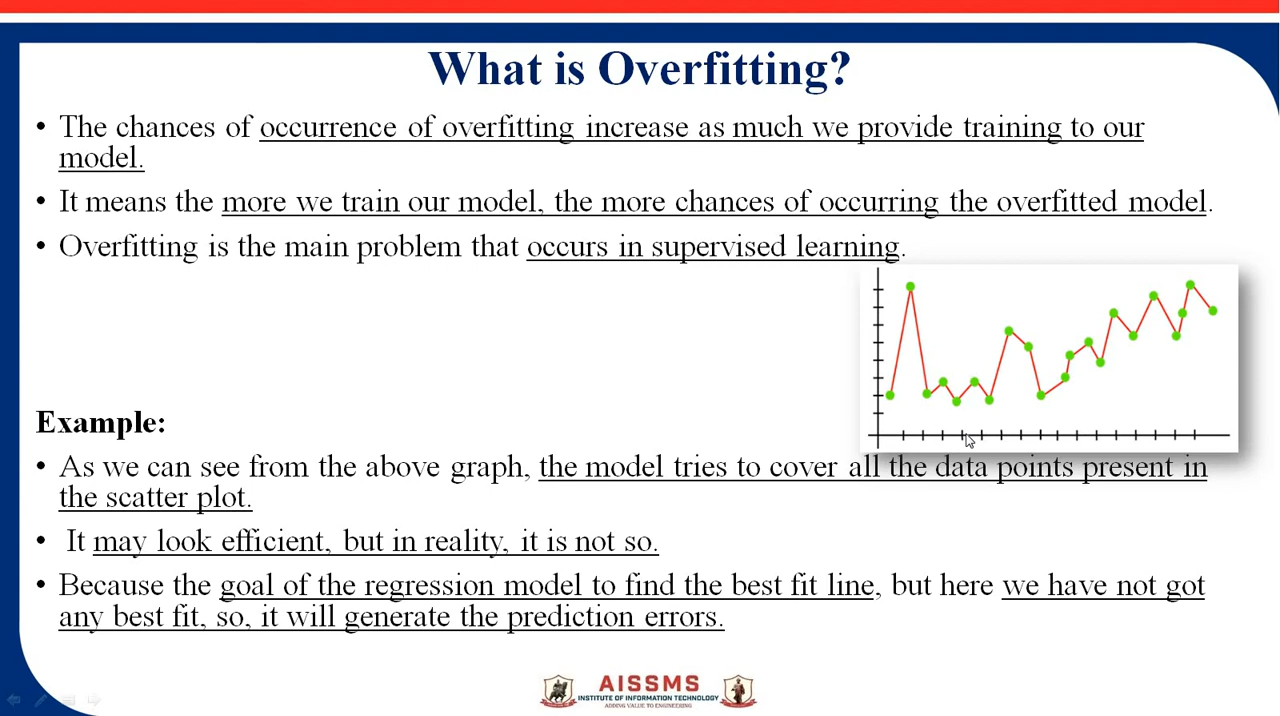 What is Overfitting?
• The chances of occurrence of overfitting increase as much we provide training to our
model.
• It means the more we train our model, the more chances of occurring the overfitted model.
• Overfitting is the main problem that occurs in supervised learning.
Example:
• As we can see from the above graph, the model tries to cover all the data points present in
the scatter plot.
• It may look efficient, but in reality, it is not so.
• Because the goal of the regression model to find the best fit line, but here we have not got
any best fit, so, it will generate the prediction errors.
AISSMS
INSTITUTE OF INFORMATION TECHNOLOGY
ADDING VALUE TO ENGINEERING